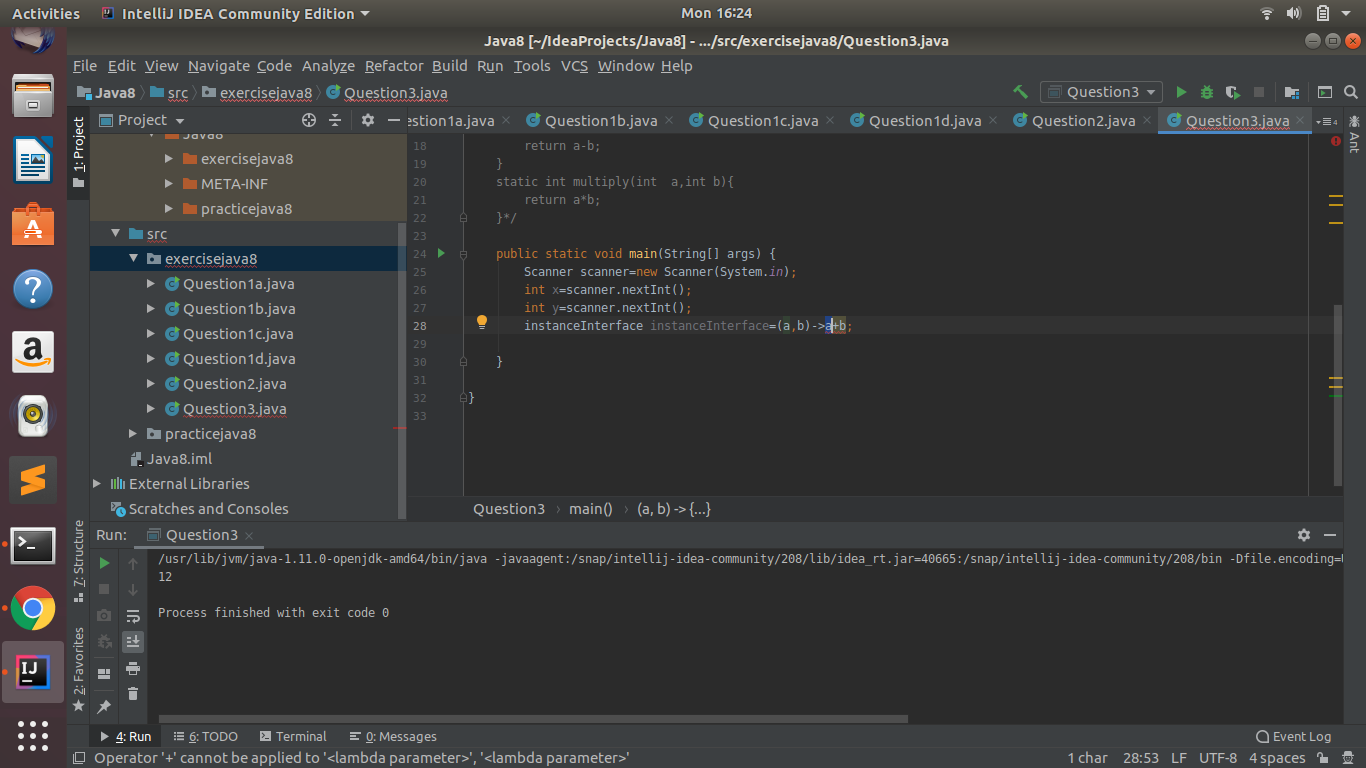 Activities IntelliJ IDEA Community Edition Mon 16:24
Java8 [~/IdeaProjects/Java8] - .../src/exercisejava8/Question3.java
File Edit View Navigate Code Analyze Refactor Build Run Tools VCS Window Help
Java8 src exercisejava8 Question3.java Question3
Project estion1a.java Question1b.java Question1c.java Question1d.java Question2.java Question3.java
1: Project
Ant
Java8
exercisejava8
META-INF
practicejava8
src
exercisejava8
Question1a.java
Question1b.java
Question1c.java
Question1d.java
Question2.java
Question3.java
practicejava8
Java8.iml
External Libraries
Scratches and Consoles
18 return a-b;
19 }
20 static int multiply(int  a,int b){
21 return a*b;
22 }*/
23
24 public static void main(String[] args) {
25 Scanner scanner=new Scanner(System.in);
26 int x=scanner.nextInt();
27 int y=scanner.nextInt();
28 instanceInterface instanceInterface=(a,b)->a+b;
29
30 }
31
32 }
33
Question3 › main() › (a, b) -> {...}
7: Structure
2: Favorites
Run: Question3
/usr/lib/jvm/java-1.11.0-openjdk-amd64/bin/java -javaagent:/snap/intellij-idea-community/208/lib/idea_rt.jar=40665:/snap/intellij-idea-community/208/bin -Dfile.encoding=
12
Process finished with exit code 0
4: Run 6: TODO Terminal 0: Messages Event Log
Operator '+' cannot be applied to '<lambda parameter>', '<lambda parameter>' 1 char 28:53 LF UTF-8 4 spaces